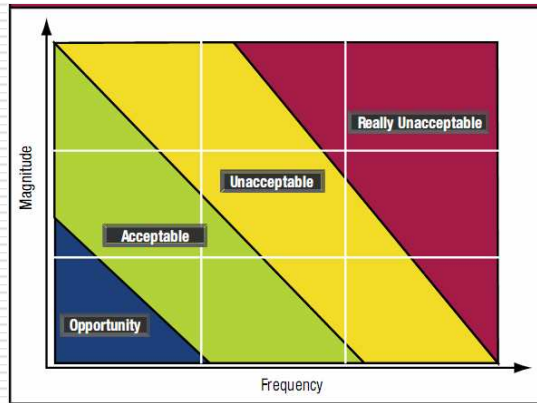 Really Unacceptable
Magnitude
Unacceptable
Acceptable
Opportunity
Frequency